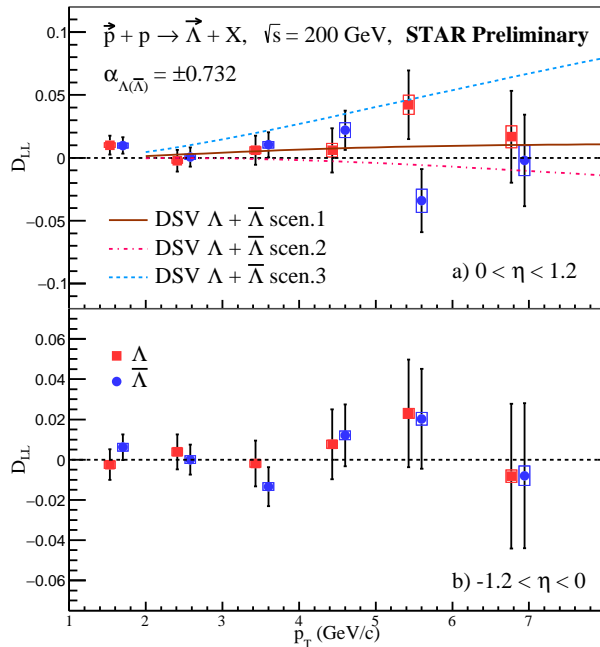 p⃗ + p → Λ⃗̅ + X, √s = 200 GeV, STAR Preliminary
α_Λ(Λ̅) = ±0.732
0.1
0.05
0
−0.05
−0.1
D_LL
DSV Λ + Λ̅ scen.1
DSV Λ + Λ̅ scen.2
DSV Λ + Λ̅ scen.3
a) 0 < η < 1.2
0.06
0.04
0.02
0
−0.02
−0.04
−0.06
D_LL
Λ
Λ̅
b) -1.2 < η < 0
1 2 3 4 5 6 7
p_T (GeV/c)